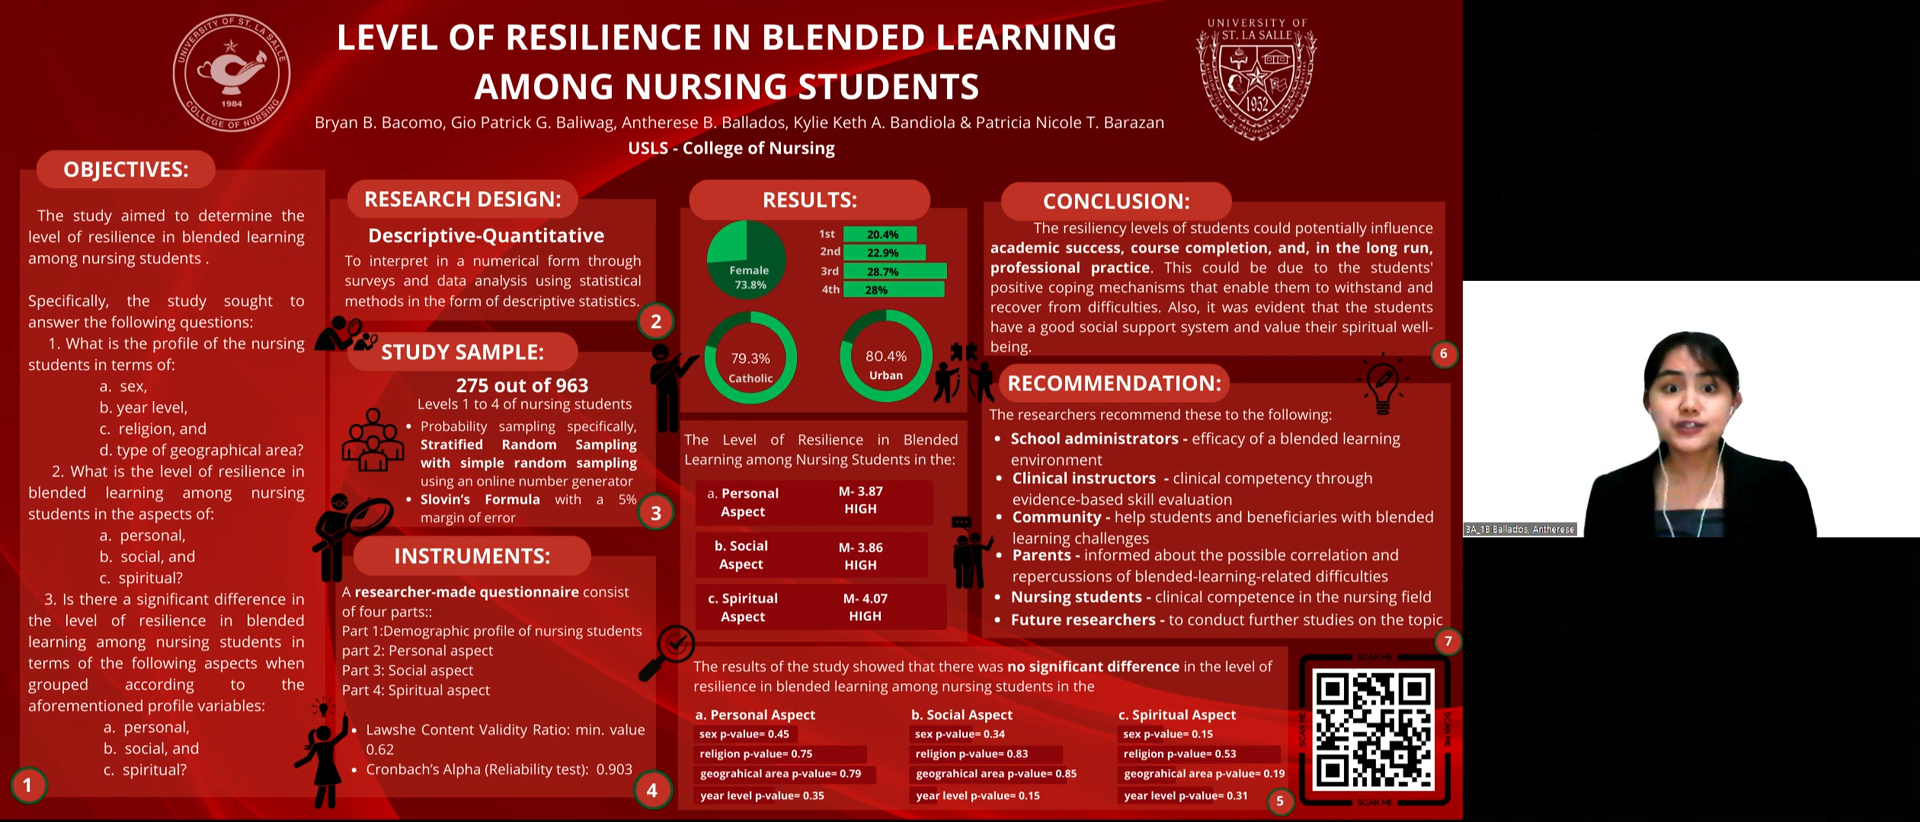 LEVEL OF RESILIENCE IN BLENDED LEARNING
AMONG NURSING STUDENTS
Bryan B. Bacomo, Gio Patrick G. Baliwag, Antherese B. Ballados, Kylie Keth A. Bandiola & Patricia Nicole T. Barazan
USLS - College of Nursing
UNIVERSITY OF ST. LA SALLE
1984
COLLEGE OF NURSING
UNIVERSITY OF
ST. LA SALLE
1952
OBJECTIVES:
The study aimed to determine the
level of resilience in blended learning
among nursing students .
Specifically, the study sought to
answer the following questions:
1. What is the profile of the nursing
students in terms of:
a. sex,
b. year level,
c. religion, and
d. type of geographical area?
2. What is the level of resilience in
blended learning among nursing
students in the aspects of:
a. personal,
b. social, and
c. spiritual?
3. Is there a significant difference in
the level of resilience in blended
learning among nursing students in
terms of the following aspects when
grouped according to the
aforementioned profile variables:
a. personal,
b. social, and
c. spiritual?
1
RESEARCH DESIGN:
Descriptive-Quantitative
To interpret in a numerical form through
surveys and data analysis using statistical
methods in the form of descriptive statistics.
2
STUDY SAMPLE:
275 out of 963
Levels 1 to 4 of nursing students
• Probability sampling specifically,
Stratified Random Sampling
with simple random sampling
using an online number generator
• Slovin's Formula with a 5%
margin of error
3
INSTRUMENTS:
A researcher-made questionnaire consist
of four parts::
Part 1:Demographic profile of nursing students
part 2: Personal aspect
Part 3: Social aspect
Part 4: Spiritual aspect
• Lawshe Content Validity Ratio: min. value
0.62
• Cronbach's Alpha (Reliability test): 0.903
4
RESULTS:
Female
73.8%
1st 20.4%
2nd 22.9%
3rd 28.7%
4th 28%
79.3%
Catholic
80.4%
Urban
The Level of Resilience in Blended
Learning among Nursing Students in the:
a. Personal
Aspect
M- 3.87
HIGH
b. Social
Aspect
M- 3.86
HIGH
c. Spiritual
Aspect
M- 4.07
HIGH
The results of the study showed that there was no significant difference in the level of
resilience in blended learning among nursing students in the
a. Personal Aspect
sex p-value= 0.45
religion p-value= 0.75
geograhical area p-value= 0.79
year level p-value= 0.35
b. Social Aspect
sex p-value= 0.34
religion p-value= 0.83
geograhical area p-value= 0.85
year level p-value= 0.15
c. Spiritual Aspect
sex p-value= 0.15
religion p-value= 0.53
geograhical area p-value= 0.19
year level p-value= 0.31
5
CONCLUSION:
The resiliency levels of students could potentially influence
academic success, course completion, and, in the long run,
professional practice. This could be due to the students'
positive coping mechanisms that enable them to withstand and
recover from difficulties. Also, it was evident that the students
have a good social support system and value their spiritual well-
being.
6
RECOMMENDATION:
The researchers recommend these to the following:
• School administrators - efficacy of a blended learning
environment
• Clinical instructors - clinical competency through
evidence-based skill evaluation
• Community - help students and beneficiaries with blended
learning challenges
• Parents - informed about the possible correlation and
repercussions of blended-learning-related difficulties
• Nursing students - clinical competence in the nursing field
• Future researchers - to conduct further studies on the topic
7
SCAN ME
SCAN ME
SCAN ME
SCAN ME
3A_1B Ballados, Antherese